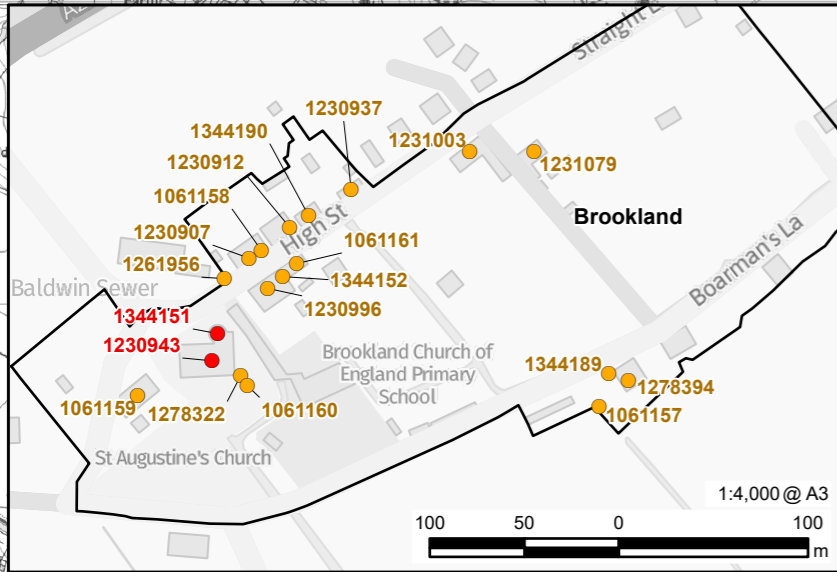 Straight L
1230937
1344190
1231003
1230912
1231079
1061158
Brookland
1230907
High St
1061161
1261956
1344152
Boarman's La
Baldwin Sewer
1230996
1344151
1230943
Brookland Church of
England Primary
School
1344189
1278394
1061159
1278322
1061160
1061157
St Augustine's Church
1:4,000 @ A3
100 50 0 100
m